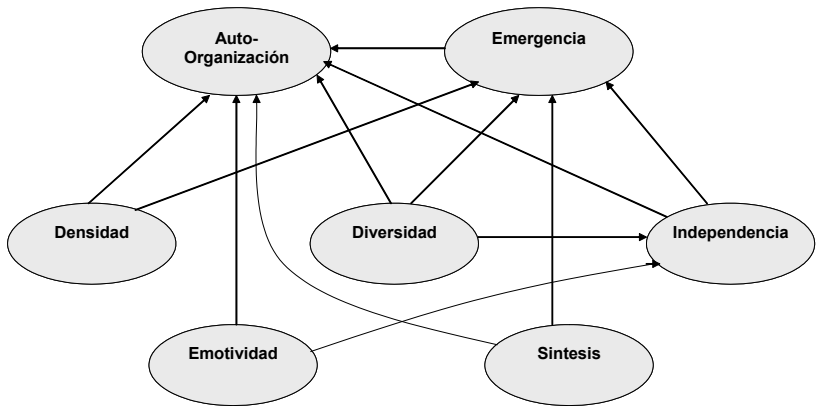 Auto-
Organización
Emergencia
Densidad
Diversidad
Independencia
Emotividad
Sintesis